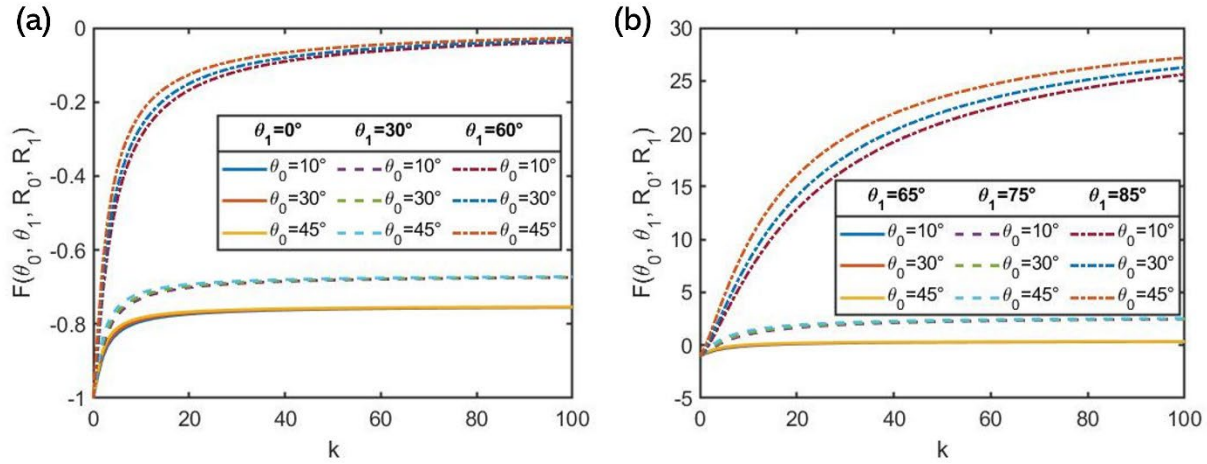 (a)
F(θ₀, θ₁, R₀, R₁)
0
-0.2
-0.4
-0.6
-0.8
-1
θ₁=0° θ₁=30° θ₁=60°
θ₀=10° θ₀=10° θ₀=10°
θ₀=30° θ₀=30° θ₀=30°
θ₀=45° θ₀=45° θ₀=45°
0 20 40 60 80 100
k
(b)
F(θ₀, θ₁, R₀, R₁)
30
25
20
15
10
5
0
-5
θ₁=65° θ₁=75° θ₁=85°
θ₀=10° θ₀=10° θ₀=10°
θ₀=30° θ₀=30° θ₀=30°
θ₀=45° θ₀=45° θ₀=45°
0 20 40 60 80 100
k